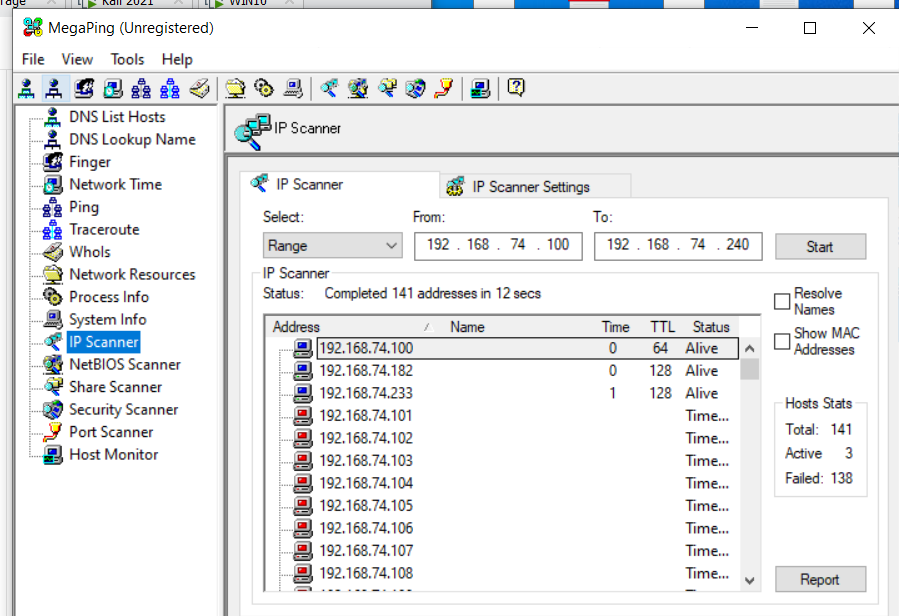 Kali 2021
WIN10
MegaPing (Unregistered)
File View Tools Help
DNS List Hosts
DNS Lookup Name
Finger
Network Time
Ping
Traceroute
WhoIs
Network Resources
Process Info
System Info
IP Scanner
NetBIOS Scanner
Share Scanner
Security Scanner
Port Scanner
Host Monitor
IP Scanner
IP Scanner IP Scanner Settings
Select: From: To:
Range 192 . 168 . 74 . 100 192 . 168 . 74 . 240 Start
IP Scanner
Status: Completed 141 addresses in 12 secs
Address Name Time TTL Status
192.168.74.100 0 64 Alive
192.168.74.182 0 128 Alive
192.168.74.233 1 128 Alive
192.168.74.101 Time...
192.168.74.102 Time...
192.168.74.103 Time...
192.168.74.104 Time...
192.168.74.105 Time...
192.168.74.106 Time...
192.168.74.107 Time...
192.168.74.108 Time...
Resolve
Names
Show MAC
Addresses
Hosts Stats
Total: 141
Active 3
Failed: 138
Report